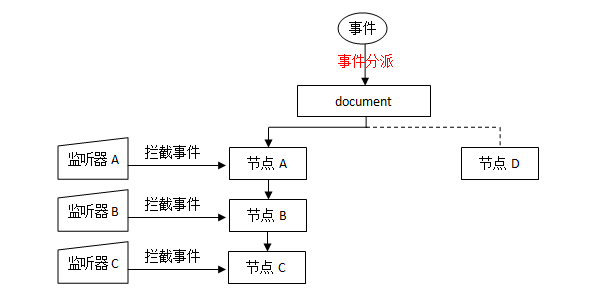 事件
事件分派
document
监听器 A
拦截事件
节点 A
节点 D
监听器 B
拦截事件
节点 B
监听器 C
拦截事件
节点 C